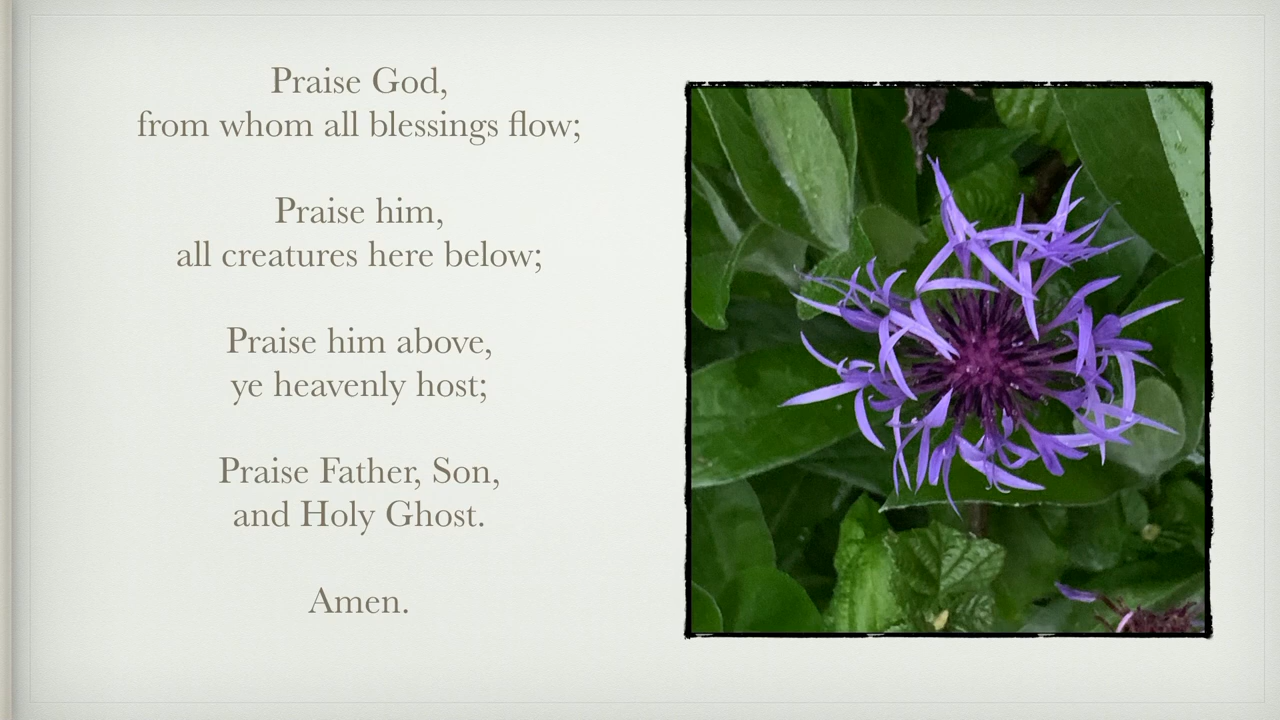 Praise God,
from whom all blessings flow;
Praise him,
all creatures here below;
Praise him above,
ye heavenly host;
Praise Father, Son,
and Holy Ghost.
Amen.